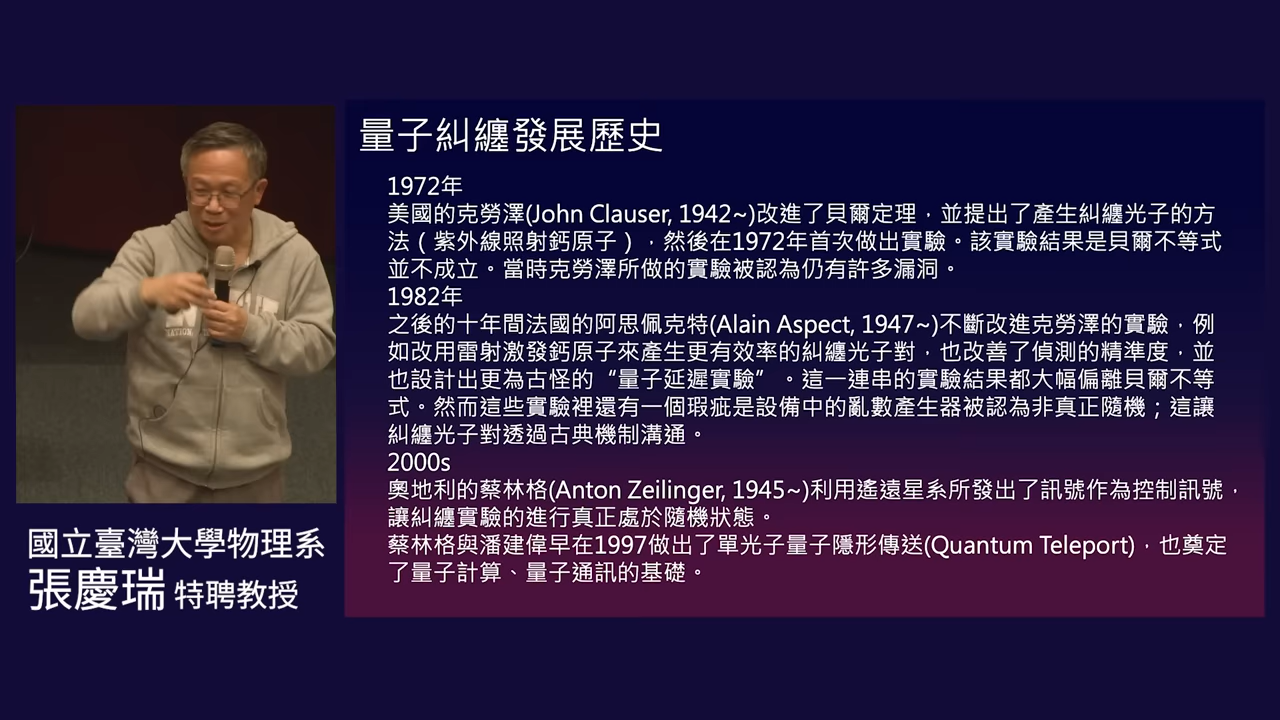 量子糾纏發展歷史
1972年
美國的克勞澤(John Clauser, 1942~)改進了貝爾定理，並提出了產生糾纏光子的方
法（紫外線照射鈣原子），然後在1972年首次做出實驗。該實驗結果是貝爾不等式
並不成立。當時克勞澤所做的實驗被認為仍有許多漏洞。
1982年
之後的十年間法國的阿思佩克特(Alain Aspect, 1947~)不斷改進克勞澤的實驗，例
如改用雷射激發鈣原子來產生更有效率的糾纏光子對，也改善了偵測的精準度，並
也設計出更為古怪的“量子延遲實驗”。這一連串的實驗結果都大幅偏離貝爾不等
式。然而這些實驗裡還有一個瑕疵是設備中的亂數產生器被認為非真正隨機；這讓
糾纏光子對透過古典機制溝通。
2000s
奧地利的蔡林格(Anton Zeilinger, 1945~)利用遙遠星系所發出了訊號作為控制訊號，
讓糾纏實驗的進行真正處於隨機狀態。
蔡林格與潘建偉早在1997做出了單光子量子隱形傳送(Quantum Teleport)，也奠定
了量子計算、量子通訊的基礎。
國立臺灣大學物理系
張慶瑞 特聘教授